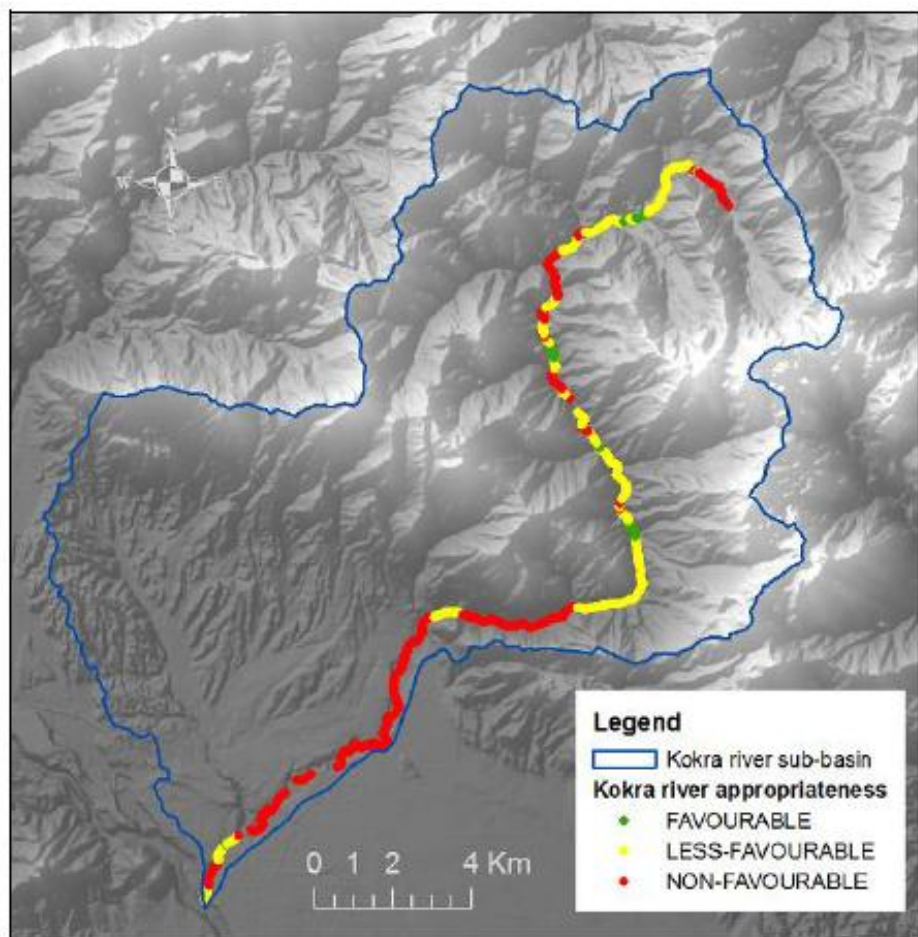 N
W E
S
Legend
Kokra river sub-basin
Kokra river appropriateness
FAVOURABLE
LESS-FAVOURABLE
NON-FAVOURABLE
0 1 2 4 Km